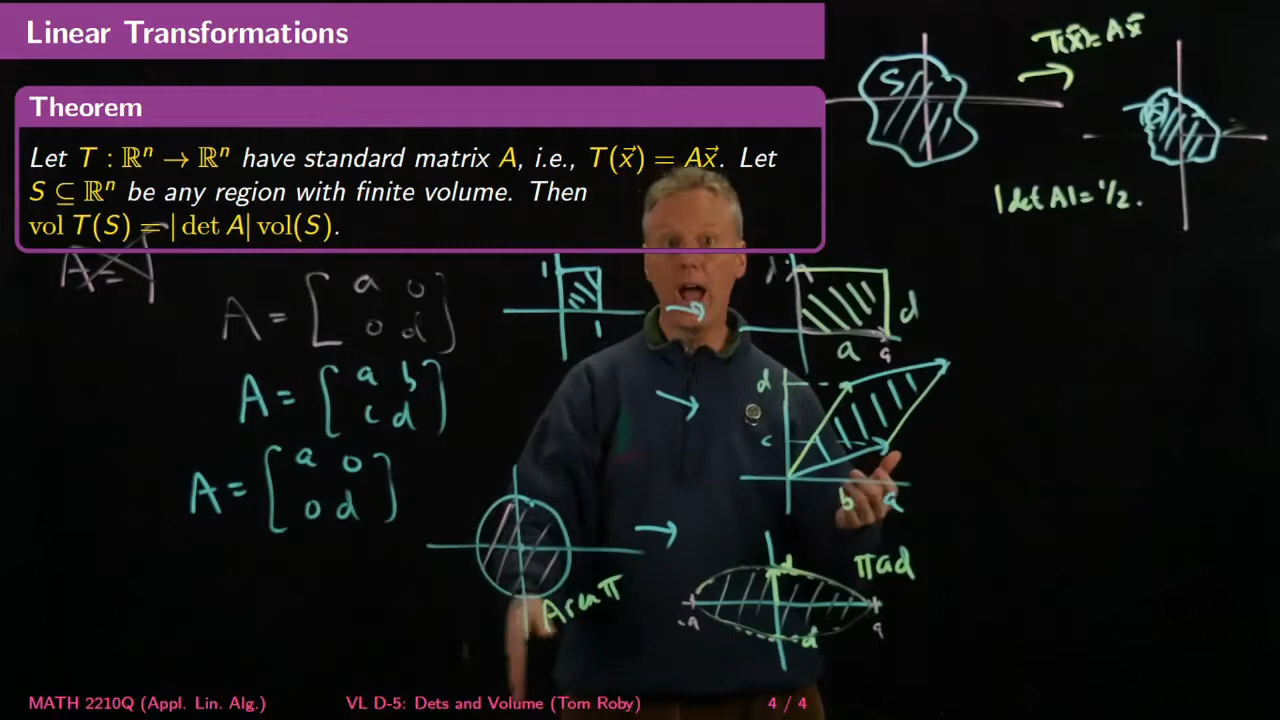 Linear Transformations
Theorem
Let T : ℝⁿ → ℝⁿ have standard matrix A, i.e., T(x⃗) = Ax⃗. Let
S ⊆ ℝⁿ be any region with finite volume. Then
vol T(S) = | det A| vol(S).
T(x⃗)=Ax⃗
S
|det A|=1/2.
A=
A = [a 0
0 d]
1
1
d
a a
A = [a b
c d]
d
c
b a
A = [a 0
0 d]
Area π
d
πad
-a a
-d
MATH 2210Q (Appl. Lin. Alg.) VL D-5: Dets and Volume (Tom Roby) 4 / 4